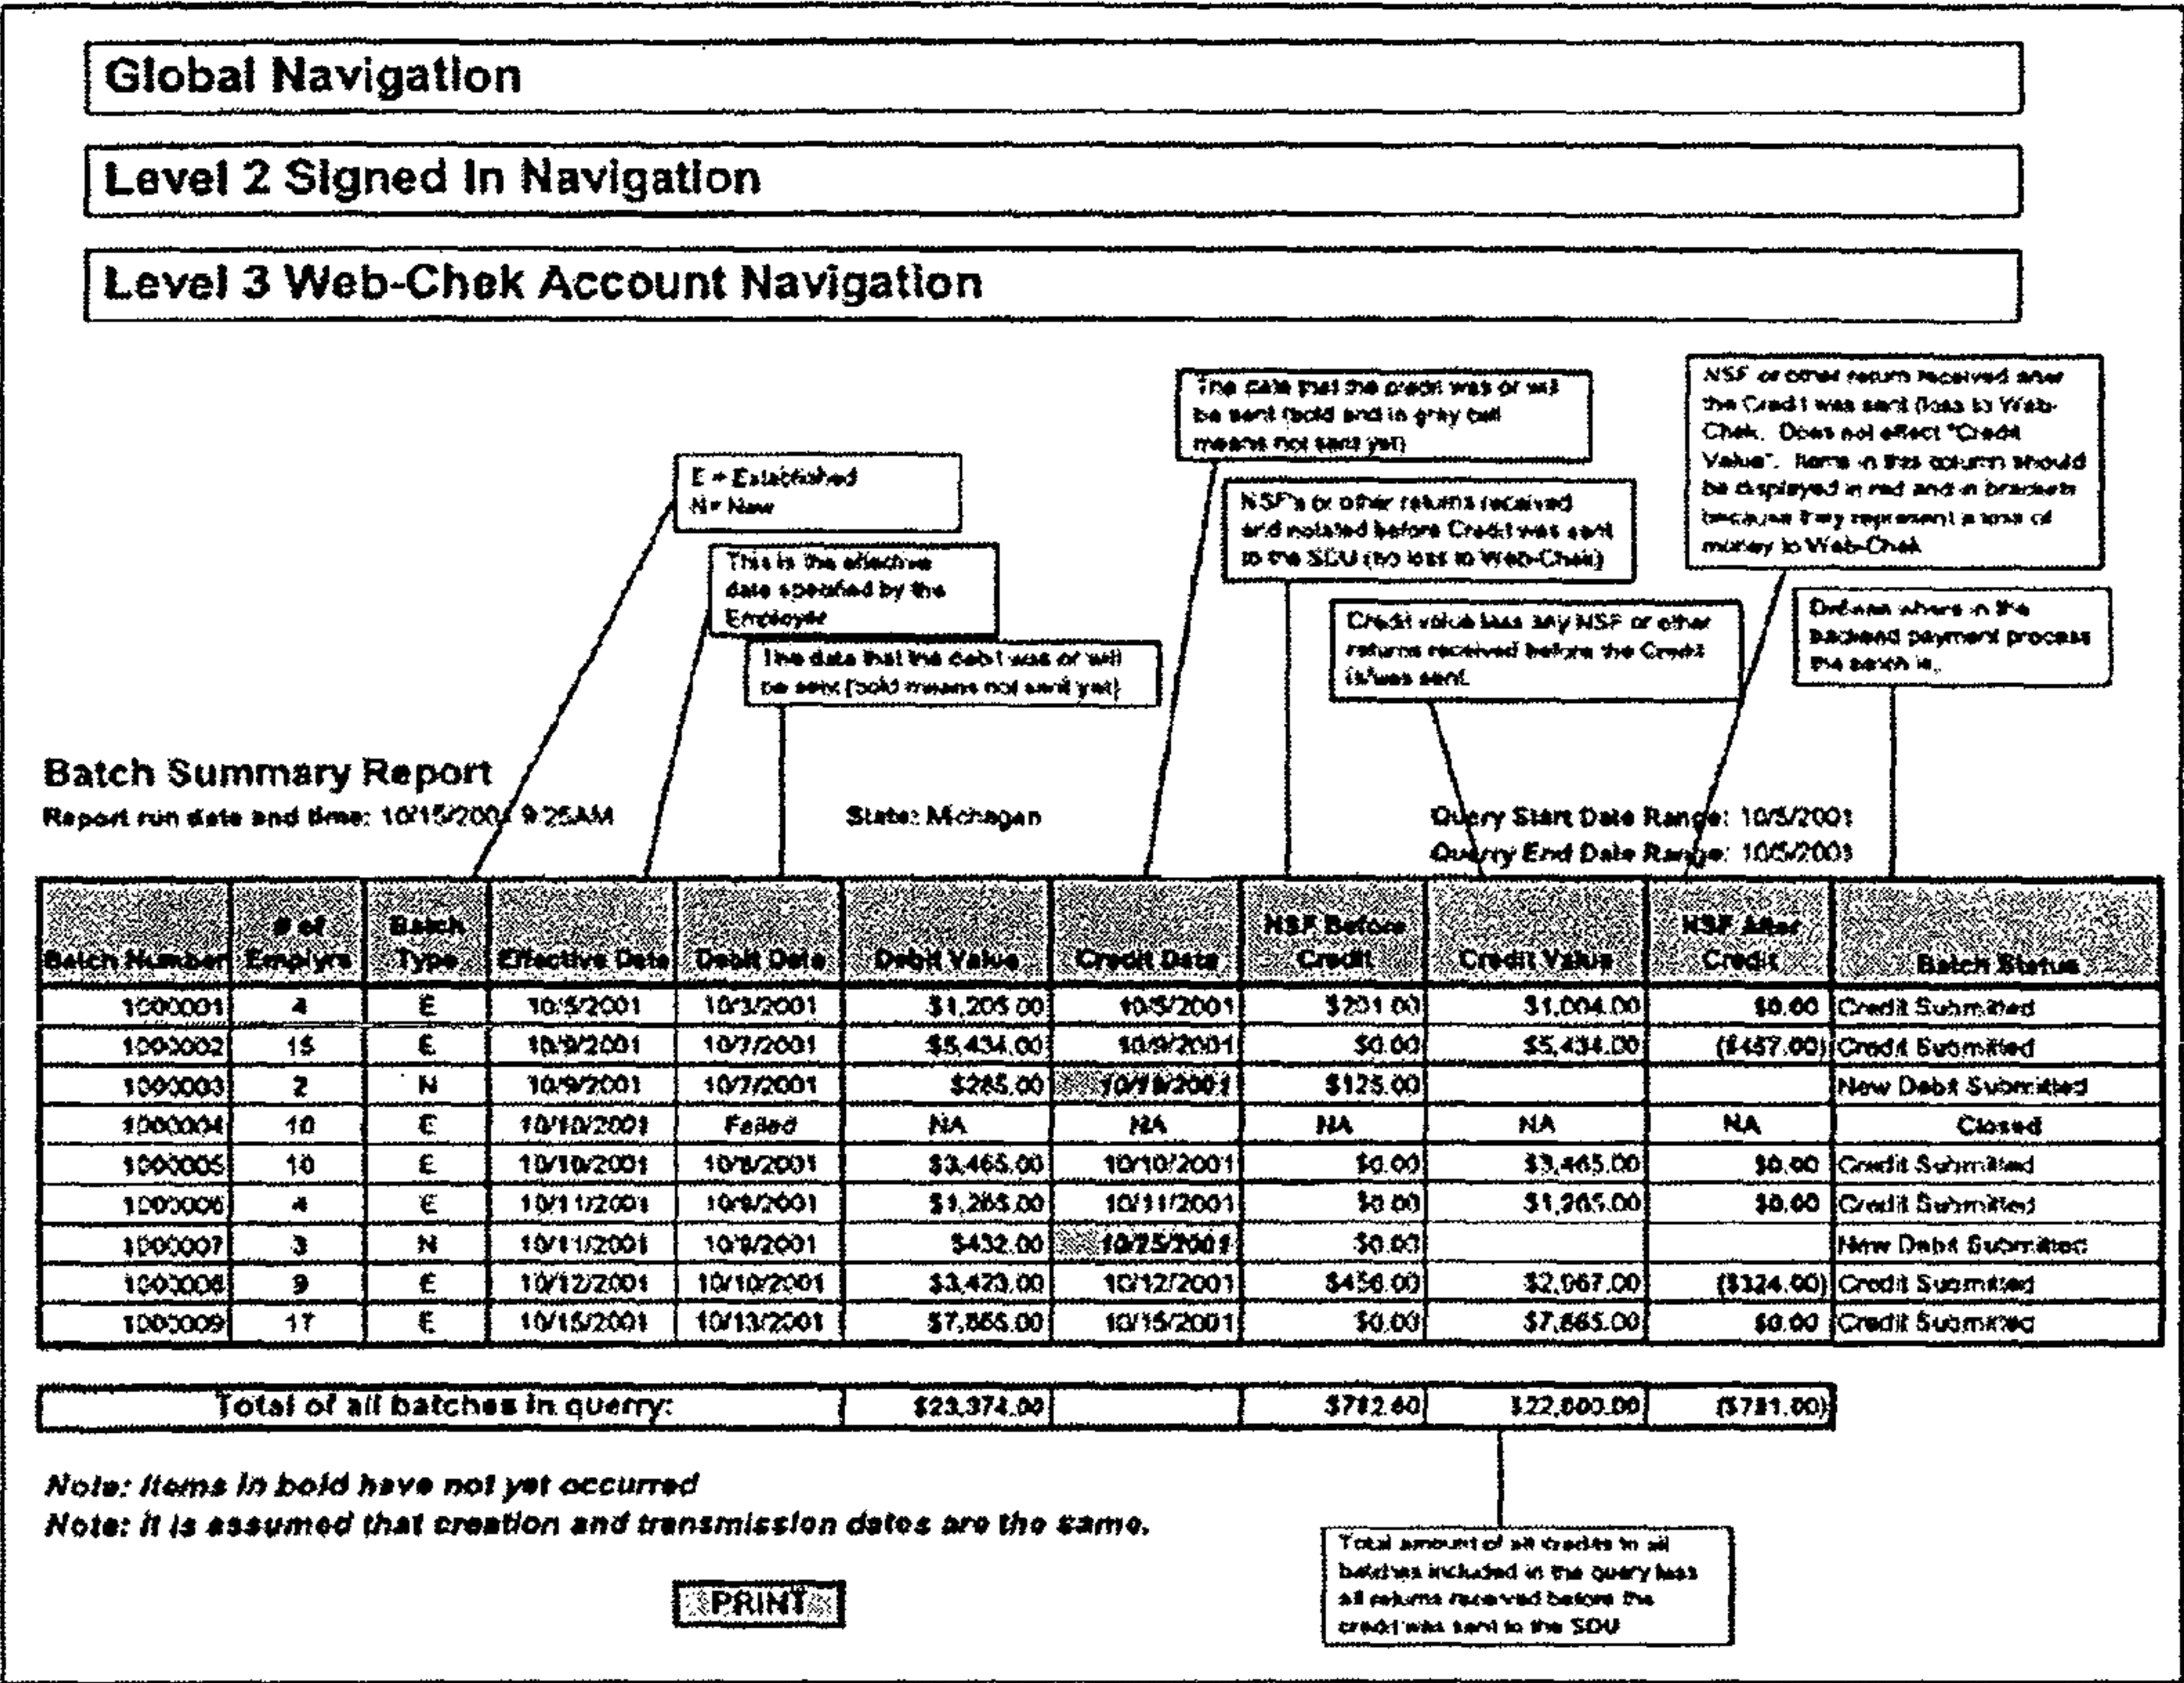 Global Navigation
Level 2 Signed In Navigation
Level 3 Web-Chek Account Navigation
The date that the credit was or will
be sent (bold and in gray cell
means not sent yet)
NSF or other return received after
the Credit was sent (loss to Web-
Chek. Does not effect "Credit
Value". Items in this column should
be displayed in red and in brackets
because they represent a loss of
money to Web-Chek
E = Established
N= New
NSF's or other returns received
and notated before Credit was sent
to the SDU (no loss to Web-Chek)
This is the effective
date specified by the
Employer
Credit value less any NSF or other
returns received before the Credit
is/was sent.
Defines where in the
backend payment process
the batch is.
The date that the debit was or will
be sent (bold means not sent yet)
Batch Summary Report
Report run date and time: 10/15/2001 9:25AM State: Michagan Query Start Date Range: 10/5/2001
Querry End Date Range: 10/5/2001
Batch Number # of Emplyrs Batch Type Effective Date Debit Date Debit Value Credit Date NSF Before Credit Credit Value NSF After Credit Batch Status
1000001 4 E 10/5/2001 10/3/2001 $1,205.00 10/5/2001 $201.00 $1,004.00 $0.00 Credit Submitted
1000002 15 E 10/9/2001 10/7/2001 $5,434.00 10/9/2001 $0.00 $5,434.00 ($457.00) Credit Submitted
1000003 2 N 10/9/2001 10/7/2001 $285.00 $125.00 New Debit Submitted
1000004 10 E 10/10/2001 Failed NA NA NA NA NA Closed
1000005 10 E 10/10/2001 10/8/2001 $3,465.00 10/10/2001 $0.00 $3,465.00 $0.00 Credit Submitted
1000006 4 E 10/11/2001 10/9/2001 $1,265.00 10/11/2001 $0.00 $1,265.00 $0.00 Credit Submitted
1000007 3 N 10/11/2001 10/9/2001 $432.00 10/25/2001 $0.00 New Debit Submitted
1000008 9 E 10/12/2001 10/10/2001 $3,423.00 10/12/2001 $456.00 $2,967.00 ($324.00) Credit Submitted
1000009 17 E 10/15/2001 10/13/2001 $7,865.00 10/15/2001 $0.00 $7,865.00 $0.00 Credit Submitted
Total of all batches in querry: $23,374.00 ($781.00)
Note: Items in bold have not yet occurred
Note: it is assumed that creation and transmission dates are the same.
Total amount of all credits in all
batches included in the query less
all returns received before the
credit was sent to the SDU
PRINT